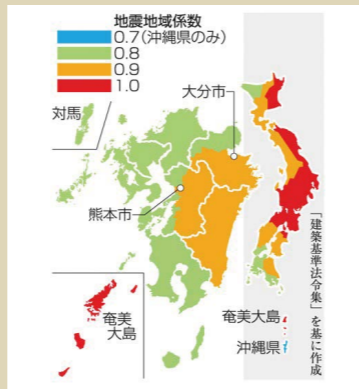 地震地域係数
0.7(沖縄県のみ)
0.8
0.9
1.0
対馬
大分市
熊本市
奄美
大島
奄美大島
沖縄県
「建築基準法令集」を基に作成